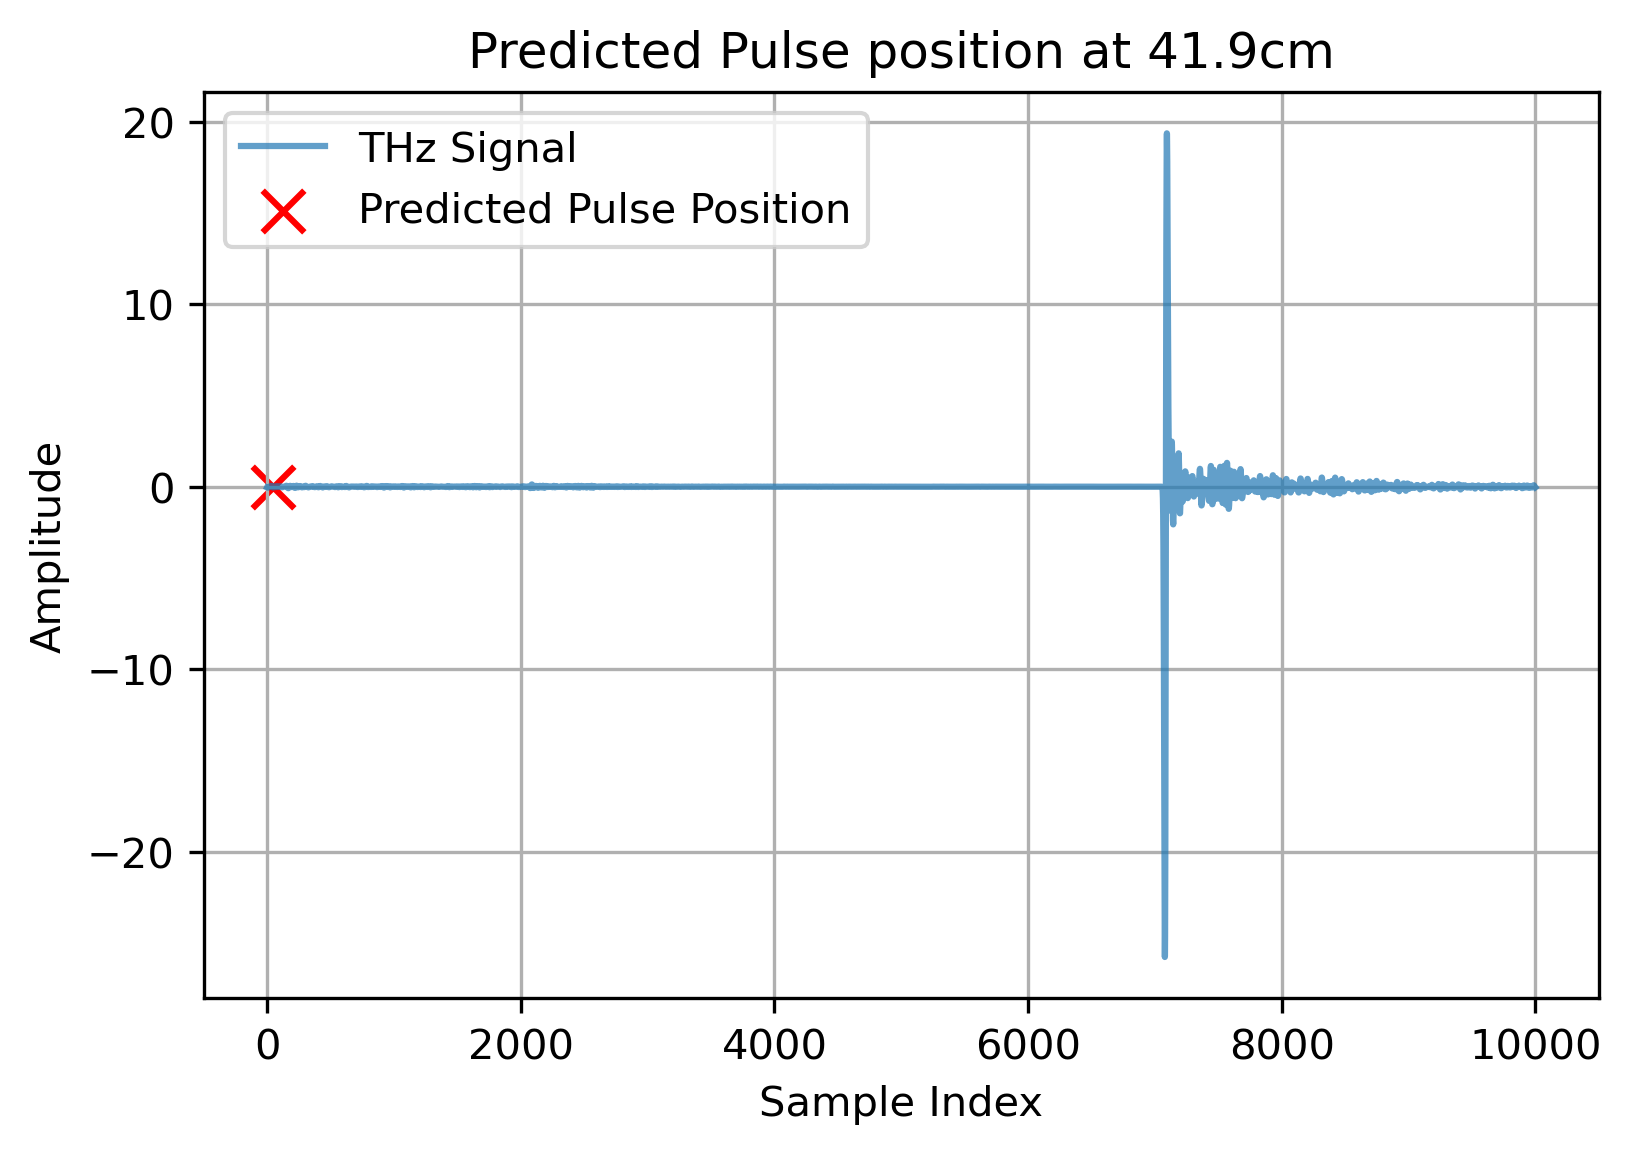 Predicted Pulse position at 41.9cm
THz Signal
Predicted Pulse Position
20
10
0
−10
−20
Amplitude
0 2000 4000 6000 8000 10000
Sample Index